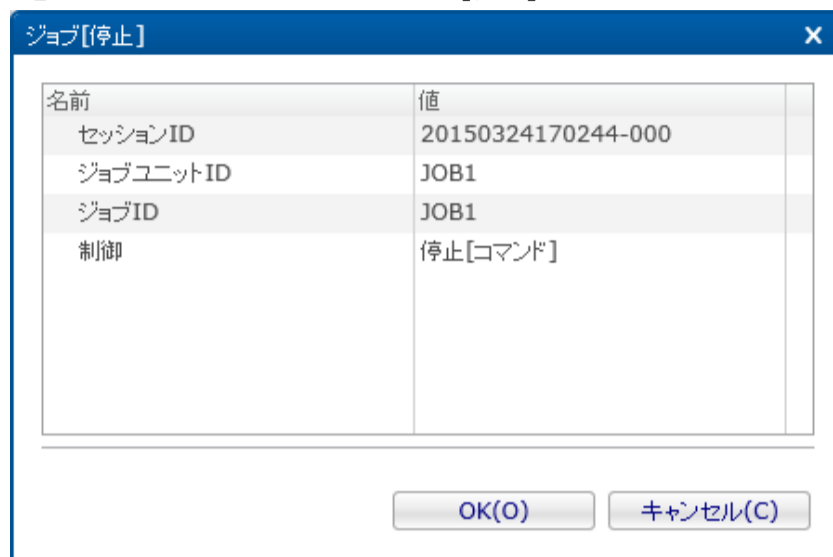 ジョブ[停止]
名前 値
セッションID 20150324170244-000
ジョブユニットID JOB1
ジョブID JOB1
制御 停止[コマンド]
OK(O) キャンセル(C)